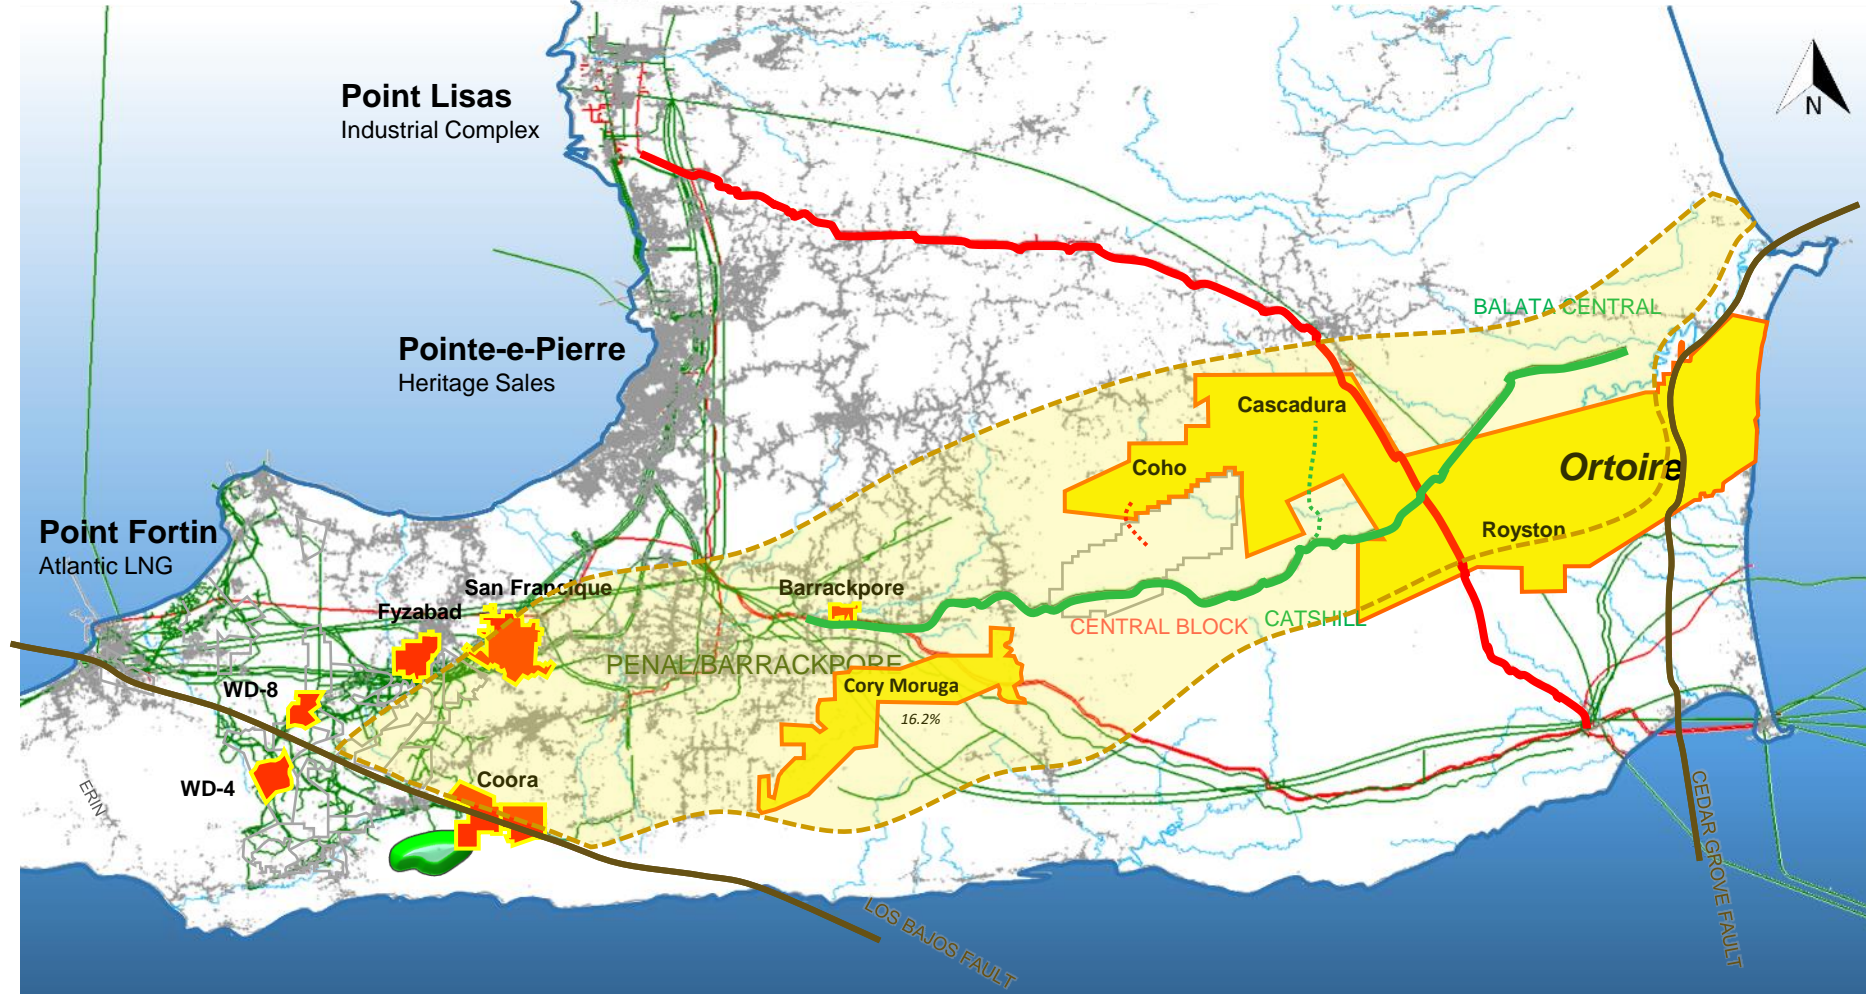 Point Lisas
Industrial Complex
N
BALATA CENTRAL
Pointe-e-Pierre
Heritage Sales
Cascadura
Coho
Ortoire
Royston
Point Fortin
Atlantic LNG
San Francique
Fyzabad
Barrackpore
CENTRAL BLOCK
CATSHILL
PENAL/BARRACKPORE
Cory Moruga
16.2%
WD-8
WD-4
Coora
ERIN
LOS BAJOS FAULT
CEDAR GROVE FAULT